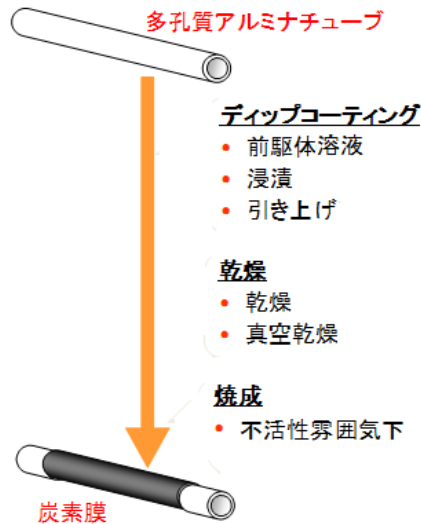 多孔質アルミナチューブ
ディップコーティング
• 前駆体溶液
• 浸漬
• 引き上げ
乾燥
• 乾燥
• 真空乾燥
焼成
• 不活性雰囲気下
炭素膜